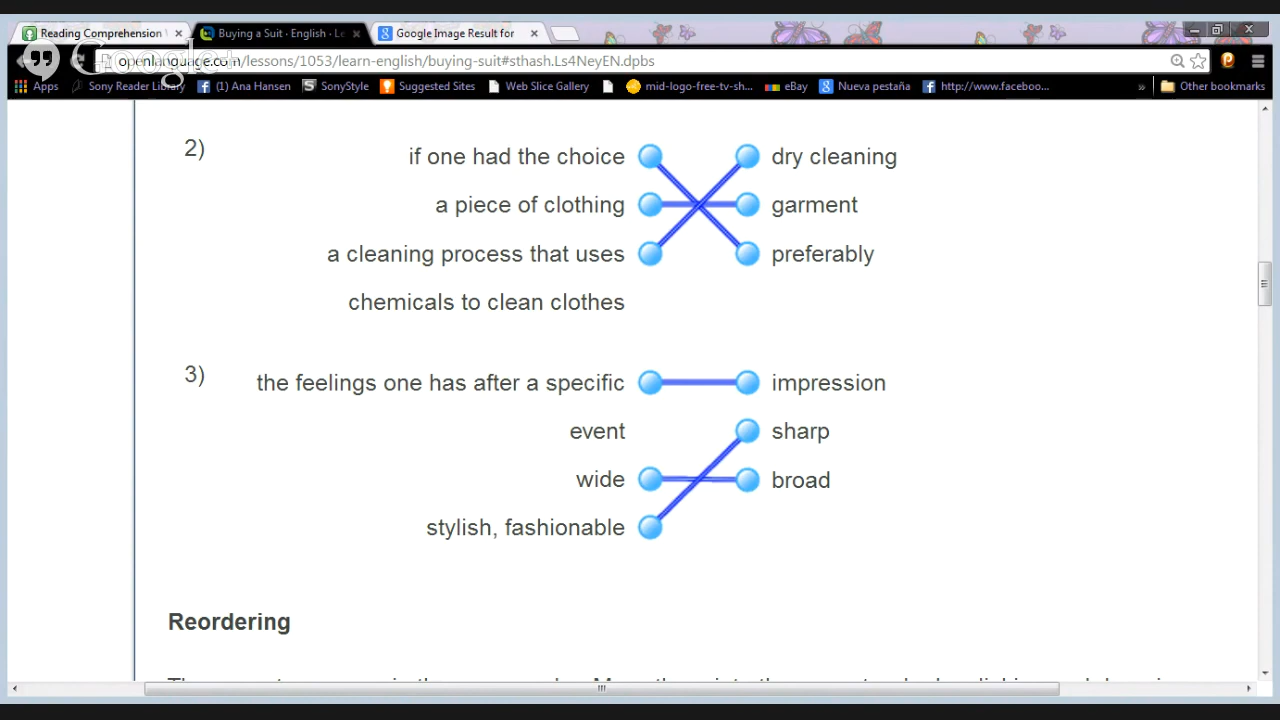 Reading Comprehension
Buying a Suit · English · Le
Google Image Result for
Google+
openlanguage.com/lessons/1053/learn-english/buying-suit#sthash. 4NeyEN.dpbs
Apps Sony Reader Library (1) Ana Hansen SonyStyle Suggested Sites Web Slice Gallery mid-logo-free-tv-sh... eBay Nueva pestaña http://www.faceboo... » Other bookmarks
2) if one had the choice dry cleaning
a piece of clothing garment
a cleaning process that uses preferably
chemicals to clean clothes
3) the feelings one has after a specific impression
event sharp
wide broad
stylish, fashionable
Reordering